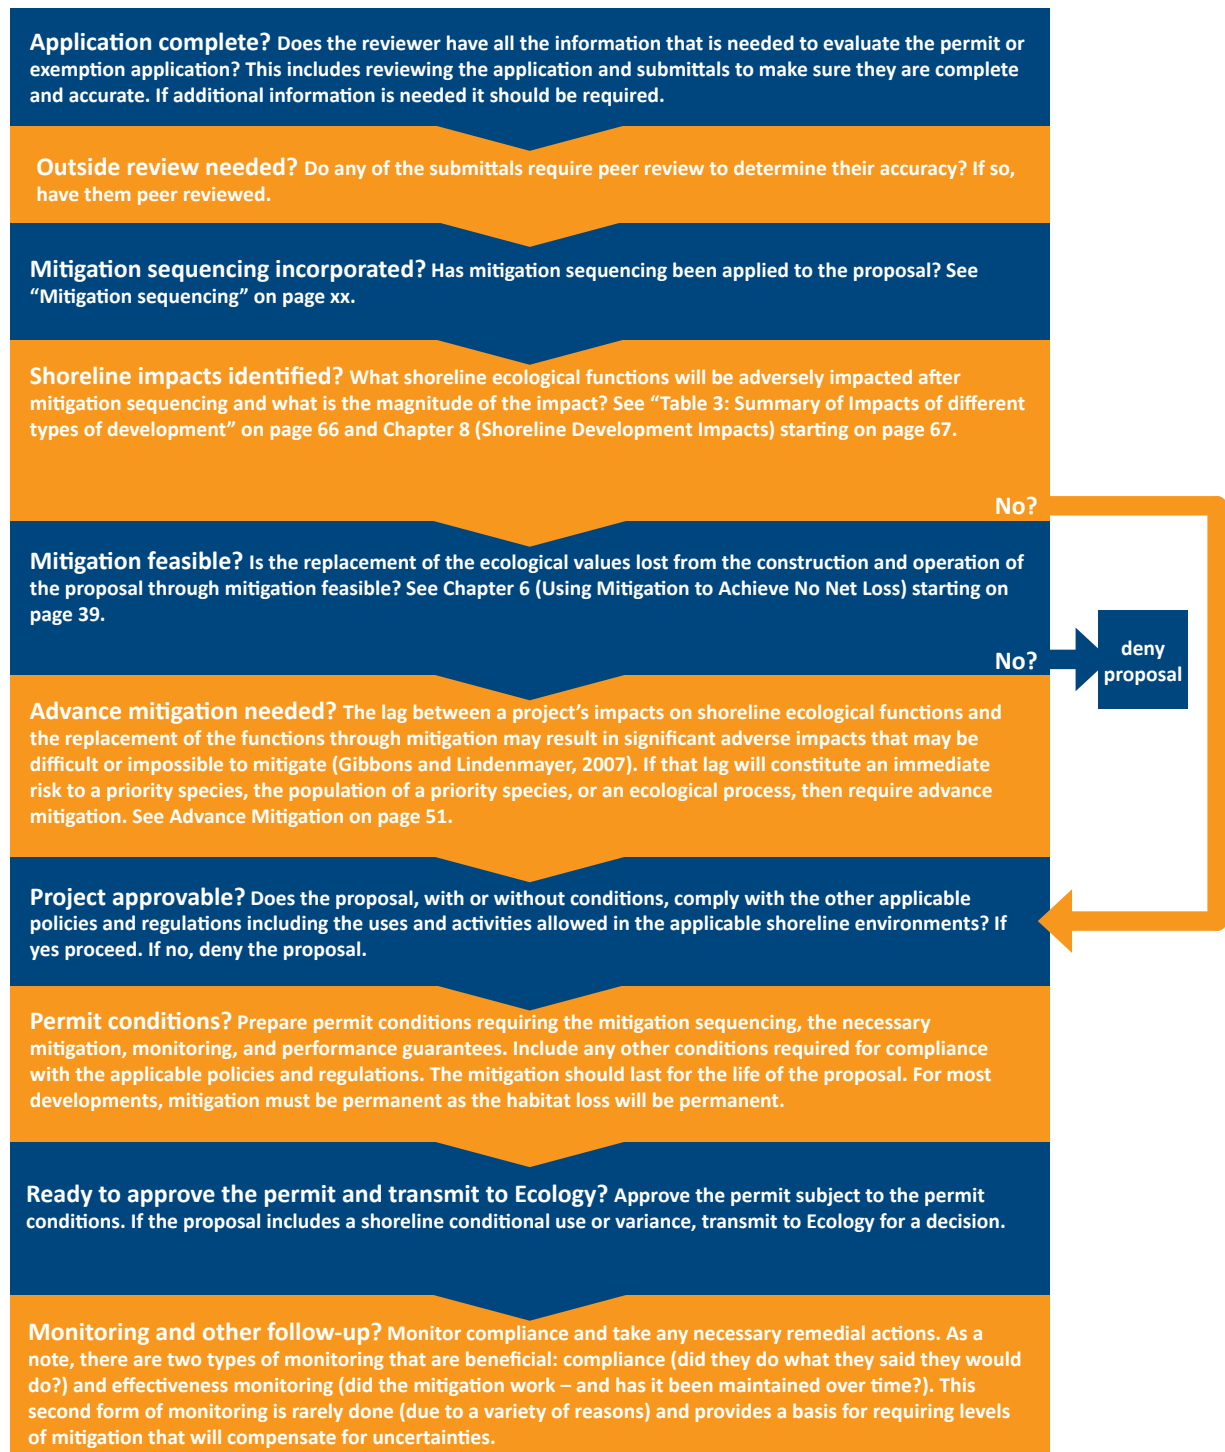 Application complete? Does the reviewer have all the information that is needed to evaluate the permit or
exemption application? This includes reviewing the application and submittals to make sure they are complete
and accurate. If additional information is needed it should be required.
Outside review needed? Do any of the submittals require peer review to determine their accuracy? If so,
have them peer reviewed.
Mitigation sequencing incorporated? Has mitigation sequencing been applied to the proposal? See
“Mitigation sequencing” on page xx.
Shoreline impacts identified? What shoreline ecological functions will be adversely impacted after
mitigation sequencing and what is the magnitude of the impact? See “Table 3: Summary of Impacts of different
types of development” on page 66 and Chapter 8 (Shoreline Development Impacts) starting on page 67.
No?
Mitigation feasible? Is the replacement of the ecological values lost from the construction and operation of
the proposal through mitigation feasible? See Chapter 6 (Using Mitigation to Achieve No Net Loss) starting on
page 39.
No?
deny
proposal
Advance mitigation needed? The lag between a project’s impacts on shoreline ecological functions and
the replacement of the functions through mitigation may result in significant adverse impacts that may be
difficult or impossible to mitigate (Gibbons and Lindenmayer, 2007). If that lag will constitute an immediate
risk to a priority species, the population of a priority species, or an ecological process, then require advance
mitigation. See Advance Mitigation on page 51.
Project approvable? Does the proposal, with or without conditions, comply with the other applicable
policies and regulations including the uses and activities allowed in the applicable shoreline environments? If
yes proceed. If no, deny the proposal.
Permit conditions? Prepare permit conditions requiring the mitigation sequencing, the necessary
mitigation, monitoring, and performance guarantees. Include any other conditions required for compliance
with the applicable policies and regulations. The mitigation should last for the life of the proposal. For most
developments, mitigation must be permanent as the habitat loss will be permanent.
Ready to approve the permit and transmit to Ecology? Approve the permit subject to the permit
conditions. If the proposal includes a shoreline conditional use or variance, transmit to Ecology for a decision.
Monitoring and other follow-up? Monitor compliance and take any necessary remedial actions. As a
note, there are two types of monitoring that are beneficial: compliance (did they do what they said they would
do?) and effectiveness monitoring (did the mitigation work – and has it been maintained over time?). This
second form of monitoring is rarely done (due to a variety of reasons) and provides a basis for requiring levels
of mitigation that will compensate for uncertainties.